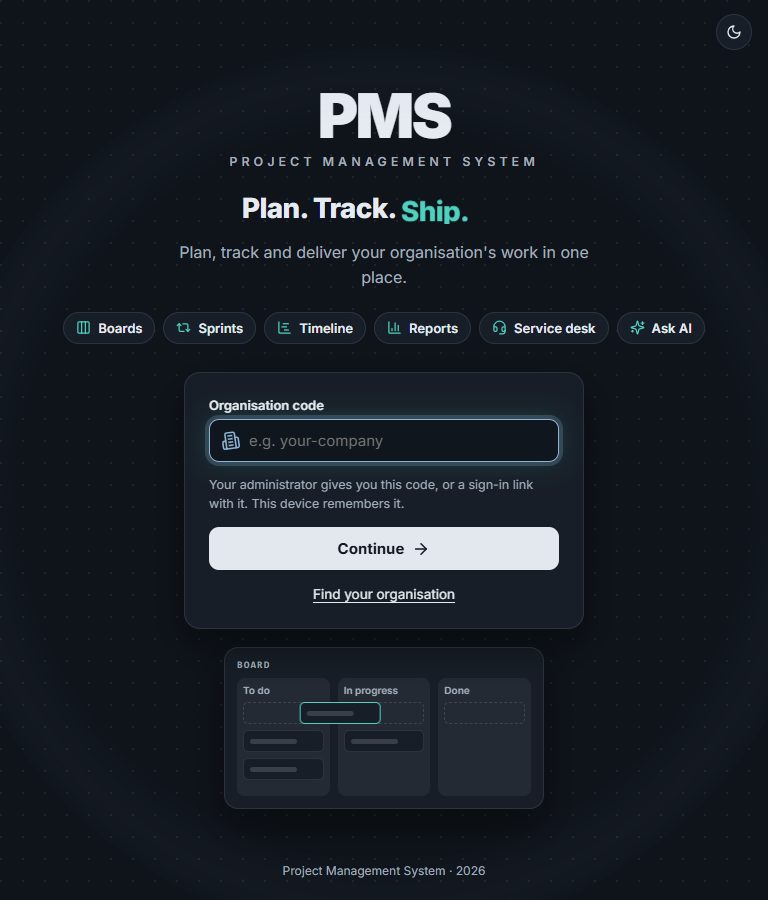 PMS
PROJECT MANAGEMENT SYSTEM
Plan. Track. Ship.
Plan, track and deliver your organisation's work in one
place.
Boards Sprints Timeline Reports Service desk Ask AI
Organisation code
e.g. your-company
Your administrator gives you this code, or a sign-in link
with it. This device remembers it.
Continue
Find your organisation
BOARD
To do In progress Done
Project Management System · 2026